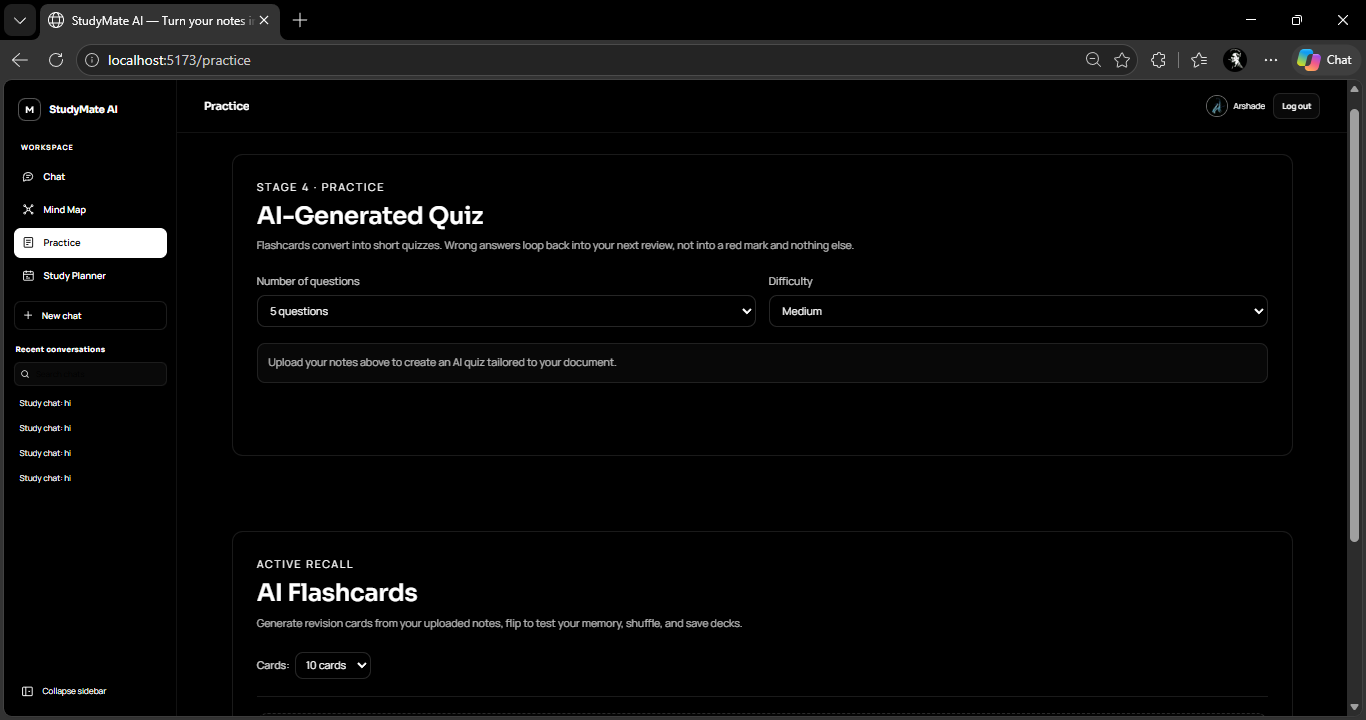 StudyMate AI — Turn your notes i
localhost:5173/practice
Chat
M StudyMate AI
Practice
Arshade
Log out
WORKSPACE
Chat
Mind Map
Practice
Study Planner
New chat
Recent conversations
Study chat: hi
Study chat: hi
Study chat: hi
Study chat: hi
Collapse sidebar
STAGE 4 · PRACTICE
AI-Generated Quiz
Flashcards convert into short quizzes. Wrong answers loop back into your next review, not into a red mark and nothing else.
Number of questions
Difficulty
5 questions
Medium
Upload your notes above to create an AI quiz tailored to your document.
ACTIVE RECALL
AI Flashcards
Generate revision cards from your uploaded notes, flip to test your memory, shuffle, and save decks.
Cards: 10 cards